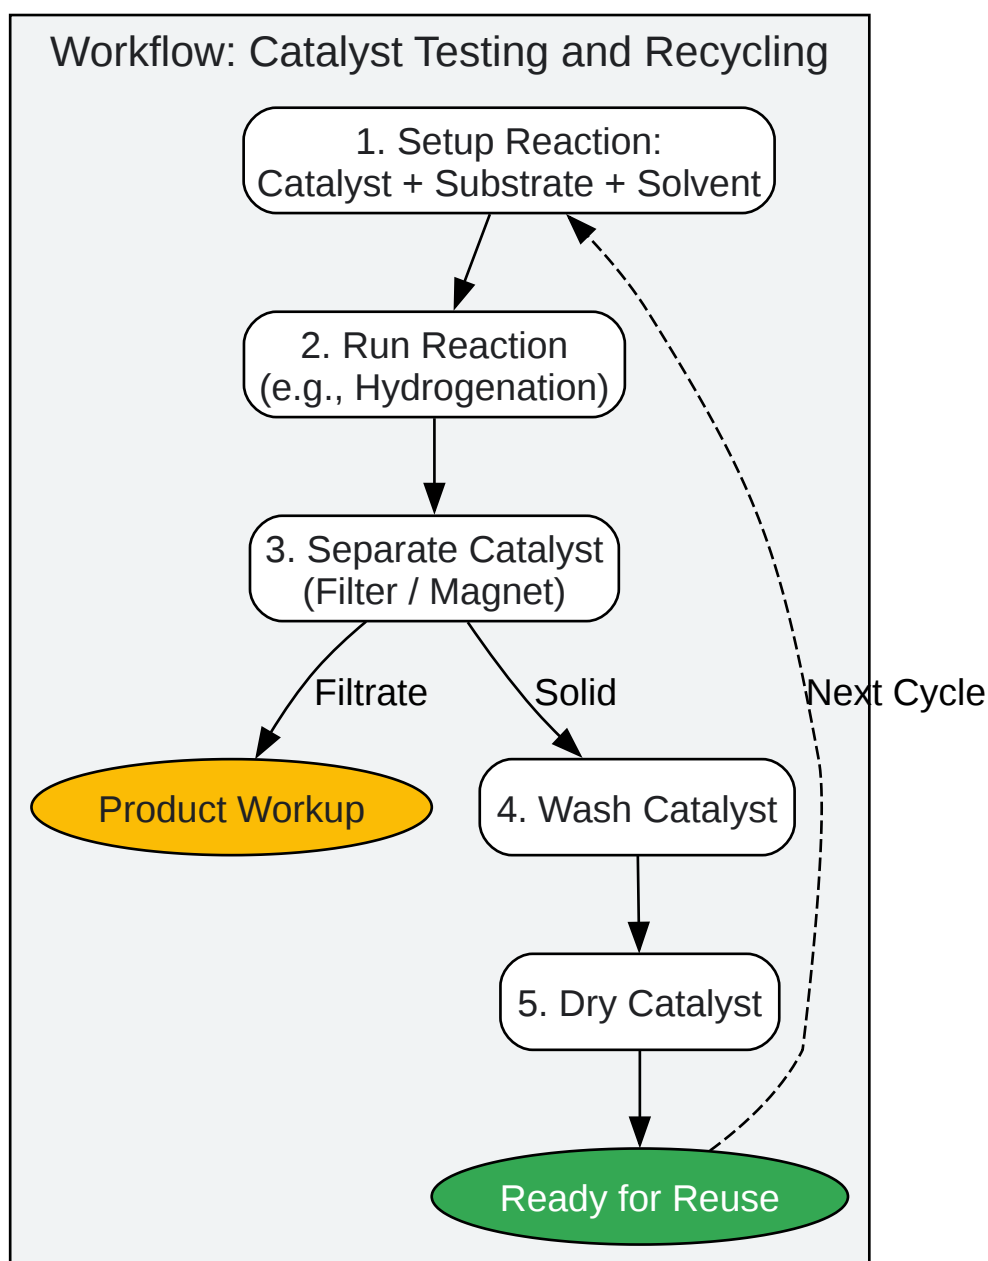 Workflow: Catalyst Testing and Recycling
1. Setup Reaction:
Catalyst + Substrate + Solvent
2. Run Reaction
(e.g., Hydrogenation)
3. Separate Catalyst
(Filter / Magnet)
Filtrate
Solid
Next Cycle
Product Workup
4. Wash Catalyst
5. Dry Catalyst
Ready for Reuse